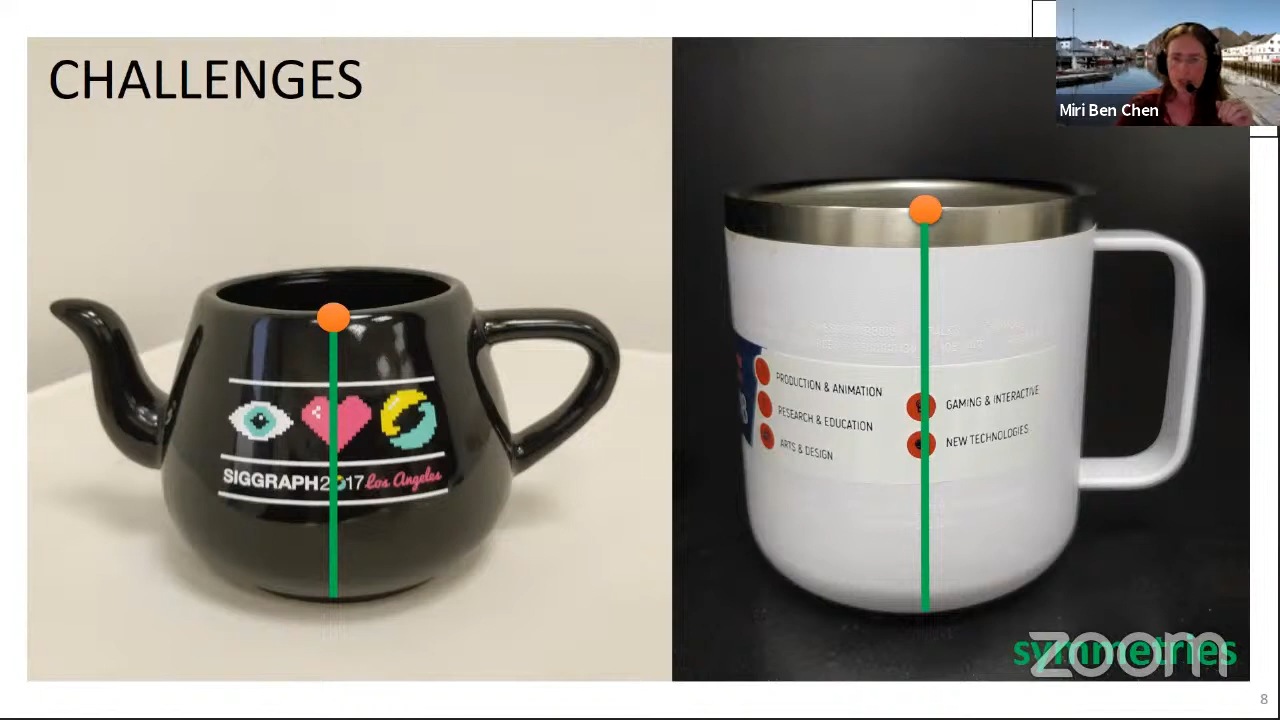 CHALLENGES
Miri Ben Chen
SIGGRAPH2017 Los Angeles
PRODUCTION & ANIMATION
RESEARCH & EDUCATION
ARTS & DESIGN
GAMING & INTERACTIVE
NEW TECHNOLOGIES
symmetries
zoom
8